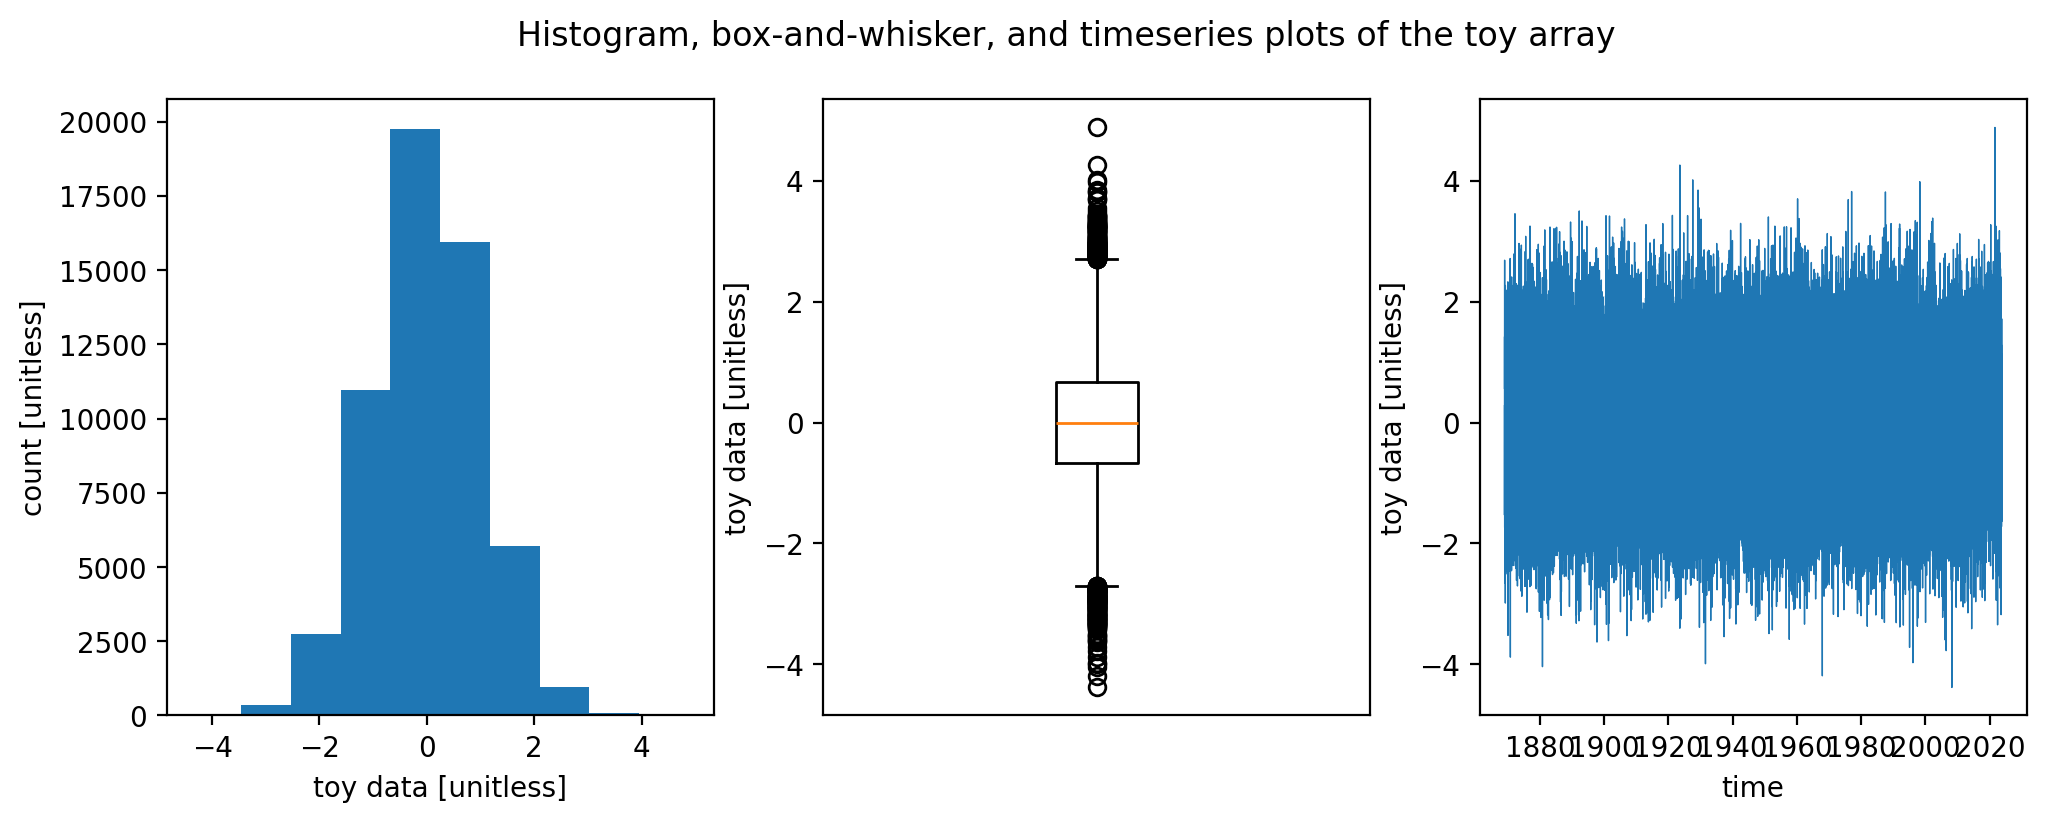 Histogram, box-and-whisker, and timeseries plots of the toy array
20000
17500
15000
12500
10000
7500
5000
2500
0
count [unitless]
−4 −2 0 2 4
toy data [unitless]
4
2
0
−2
−4
toy data [unitless]
4
2
0
−2
−4
toy data [unitless]
1880 1900 1920 1940 1960 1980 2000 2020
time